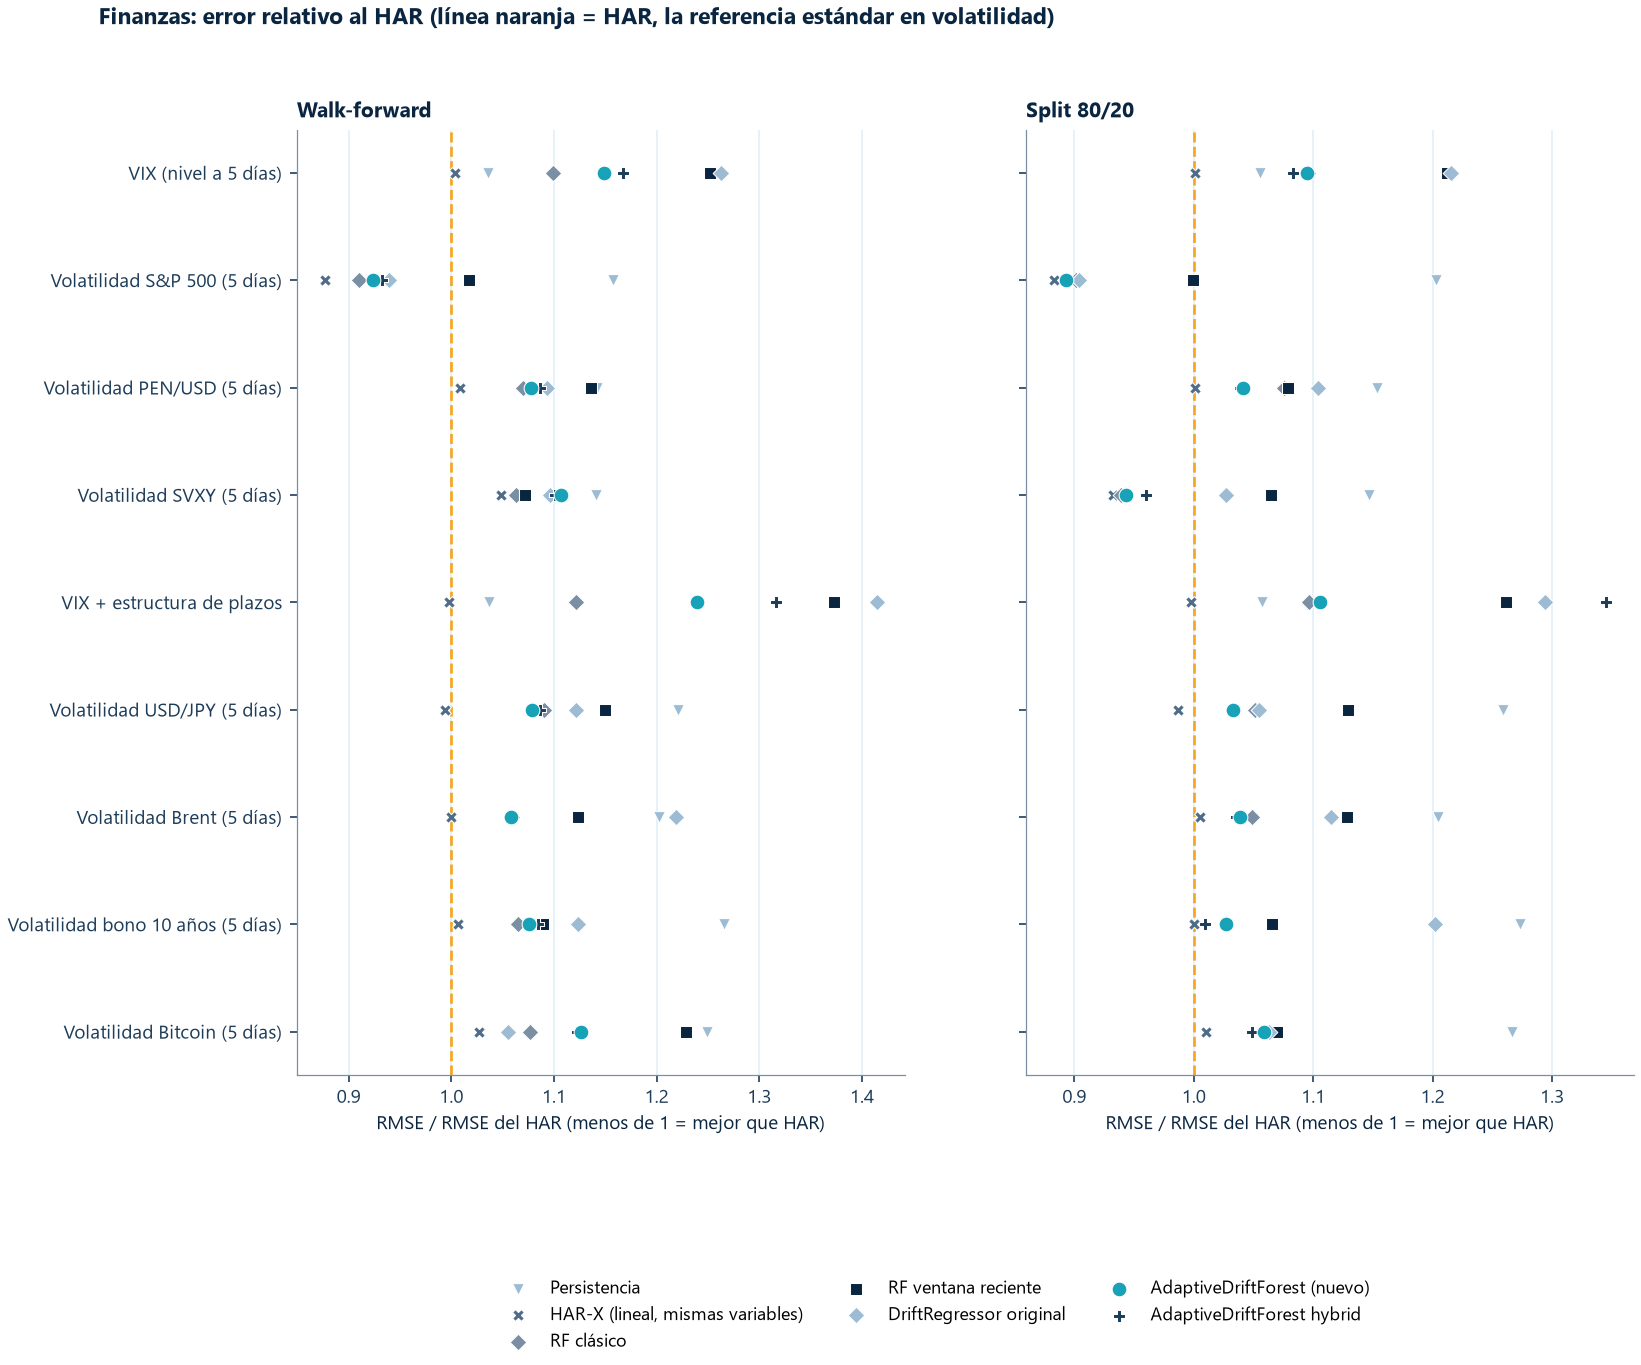 Finanzas: error relativo al HAR (línea naranja = HAR, la referencia estándar en volatilidad)
Walk-forward
Split 80/20
VIX (nivel a 5 días)
Volatilidad S&P 500 (5 días)
Volatilidad PEN/USD (5 días)
Volatilidad SVXY (5 días)
VIX + estructura de plazos
Volatilidad USD/JPY (5 días)
Volatilidad Brent (5 días)
Volatilidad bono 10 años (5 días)
Volatilidad Bitcoin (5 días)
0.9 1.0 1.1 1.2 1.3 1.4
0.9 1.0 1.1 1.2 1.3
RMSE / RMSE del HAR (menos de 1 = mejor que HAR)
RMSE / RMSE del HAR (menos de 1 = mejor que HAR)
Persistencia
HAR-X (lineal, mismas variables)
RF clásico
RF ventana reciente
DriftRegressor original
AdaptiveDriftForest (nuevo)
AdaptiveDriftForest hybrid